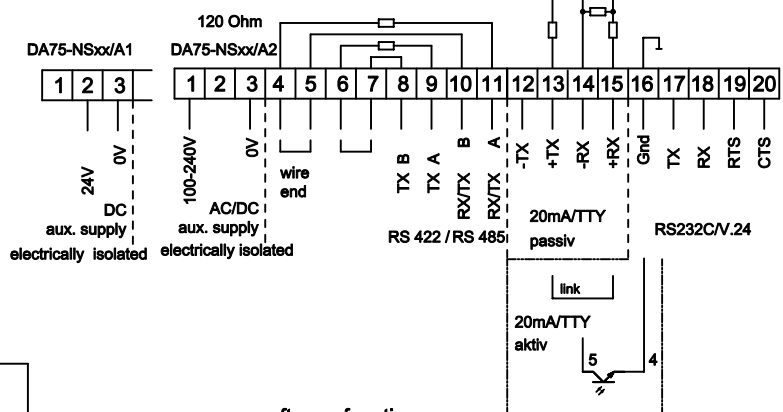 120 Ohm
DA75-NSxx/A1
DA75-NSxx/A2
1 2 3
1 2 3 4 5 6 7 8 9 10 11 12 13 14 15 16 17 18 19 20
24V
0V
100-240V
0V
wire
end
TX B
TX A
RX/TX B
RX/TX A
-TX
+TX
-RX
+RX
Gnd
TX
RX
RTS
CTS
DC
aux. supply
electrically isolated
AC/DC
aux. supply
electrically isolated
RS 422 / RS 485
20mA/TTY
passiv
RS232C/V.24
link
20mA/TTY
aktiv
5
4